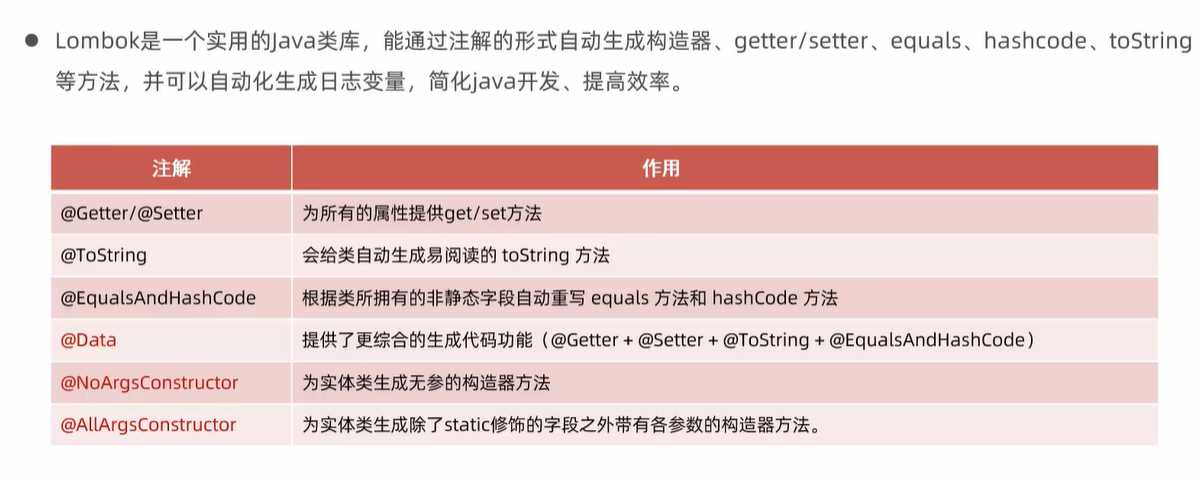 ● Lombok是一个实用的Java类库，能通过注解的形式自动生成构造器、getter/setter、equals、hashcode、toString
等方法，并可以自动化生成日志变量，简化java开发、提高效率。
注解 作用
@Getter/@Setter 为所有的属性提供get/set方法
@ToString 会给类自动生成易阅读的 toString 方法
@EqualsAndHashCode 根据类所拥有的非静态字段自动重写 equals 方法和 hashCode 方法
@Data 提供了更综合的生成代码功能（@Getter + @Setter + @ToString + @EqualsAndHashCode）
@NoArgsConstructor 为实体类生成无参的构造器方法
@AllArgsConstructor 为实体类生成除了static修饰的字段之外带有各参数的构造器方法。